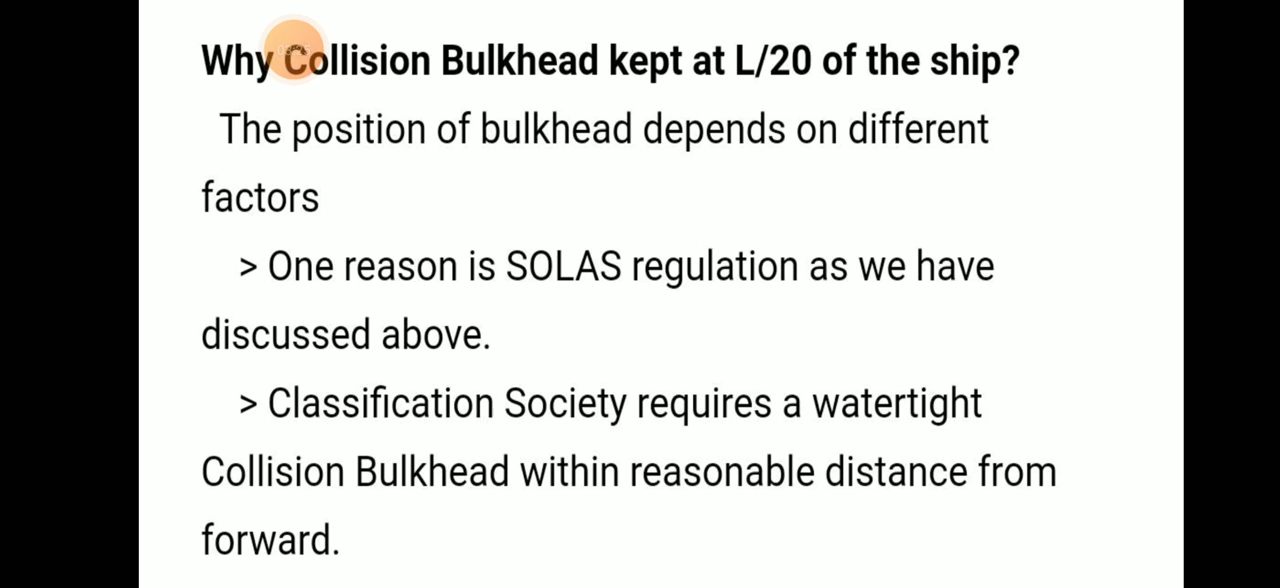 Why Collision Bulkhead kept at L/20 of the ship?
The position of bulkhead depends on different
factors
> One reason is SOLAS regulation as we have
discussed above.
> Classification Society requires a watertight
Collision Bulkhead within reasonable distance from
forward.